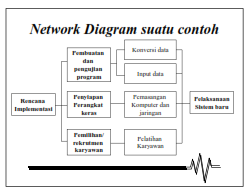 Network Diagram suatu contoh
Rencana
Implementasi
Pembuatan
dan
pengujian
program
Konversi data
Input data
Penyiapan
Perangkat
keras
Pemasangan
Komputer dan
jaringan
Pemilihan/
rekrutmen
karyawan
Pelatihan
Karyawan
Pelaksanaan
Sistem baru